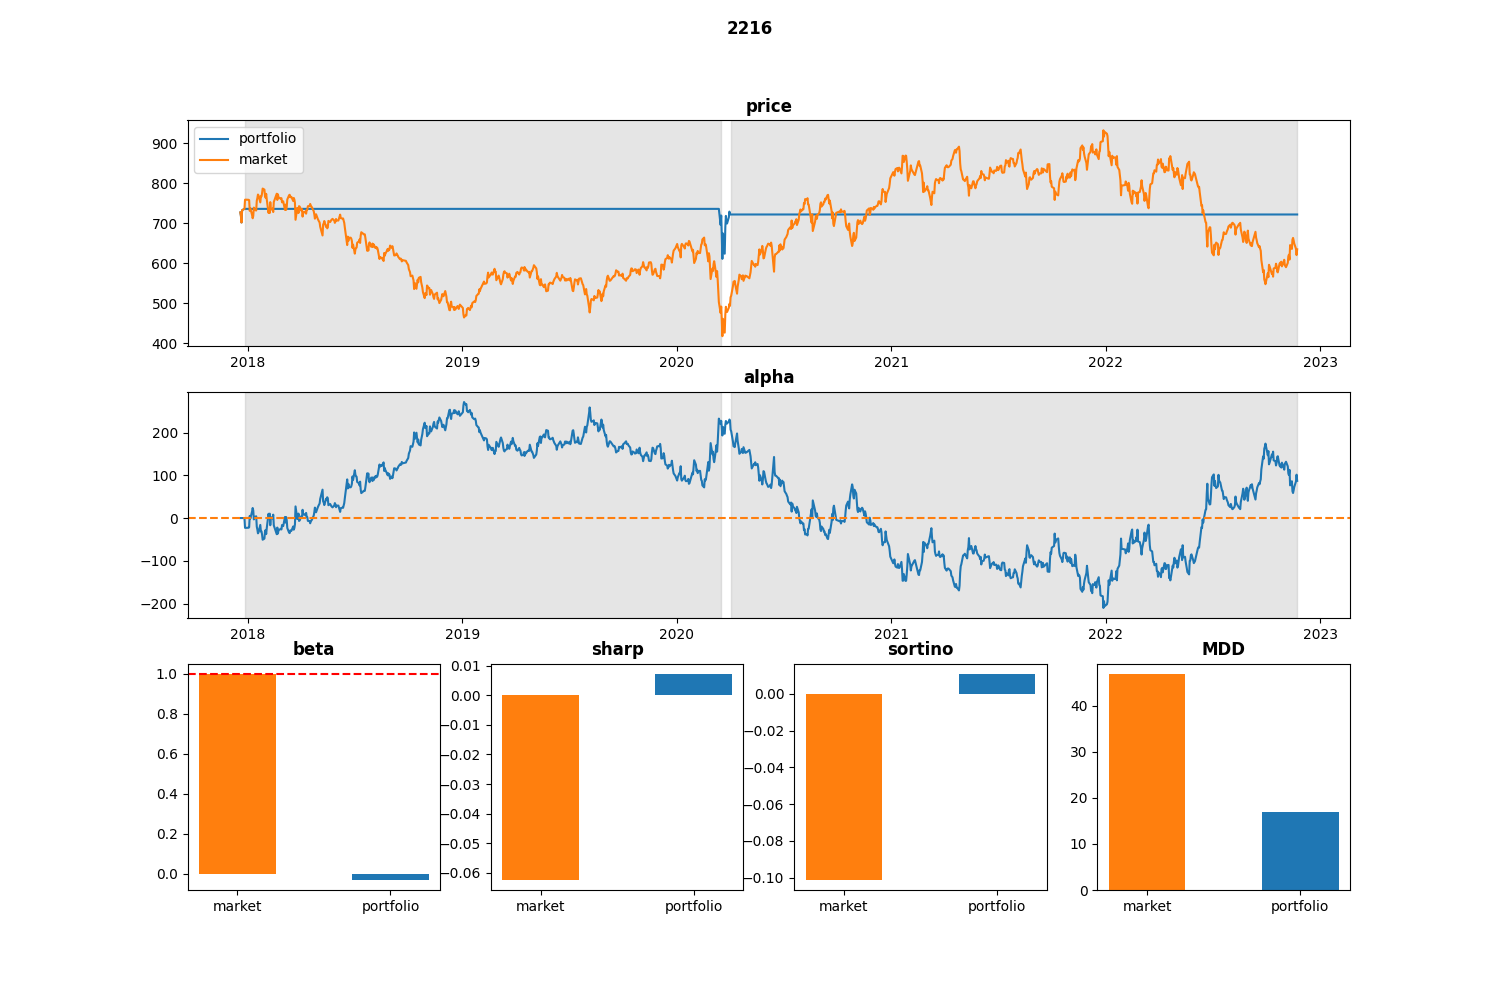 2216
price
portfolio
market
900
800
700
600
500
400
2018 2019 2020 2021 2022 2023
alpha
200
100
0
−100
−200
2018 2019 2020 2021 2022 2023
beta
1.0
0.8
0.6
0.4
0.2
0.0
market portfolio
sharp
0.01
0.00
−0.01
−0.02
−0.03
−0.04
−0.05
−0.06
market portfolio
sortino
0.00
−0.02
−0.04
−0.06
−0.08
−0.10
market portfolio
MDD
40
30
20
10
0
market portfolio